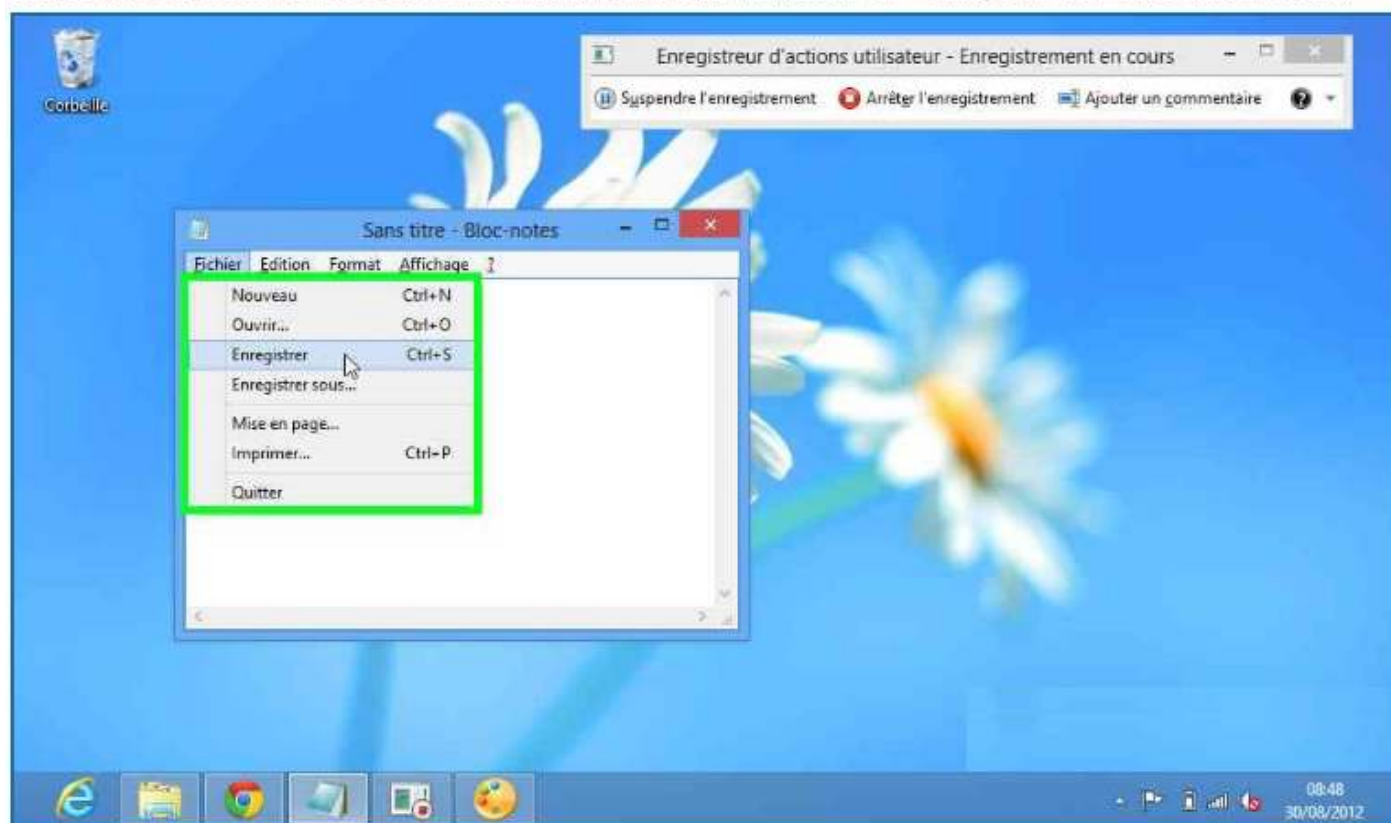 Corbeille
Enregistreur d'actions utilisateur - Enregistrement en cours
Suspendre l'enregistrement Arrêter l'enregistrement Ajouter un commentaire
Sans titre - Bloc-notes
Fichier Edition Format Affichage ?
Nouveau Ctrl+N
Ouvrir... Ctrl+O
Enregistrer Ctrl+S
Enregistrer sous...
Mise en page...
Imprimer... Ctrl+P
Quitter
08:48
30/08/2012